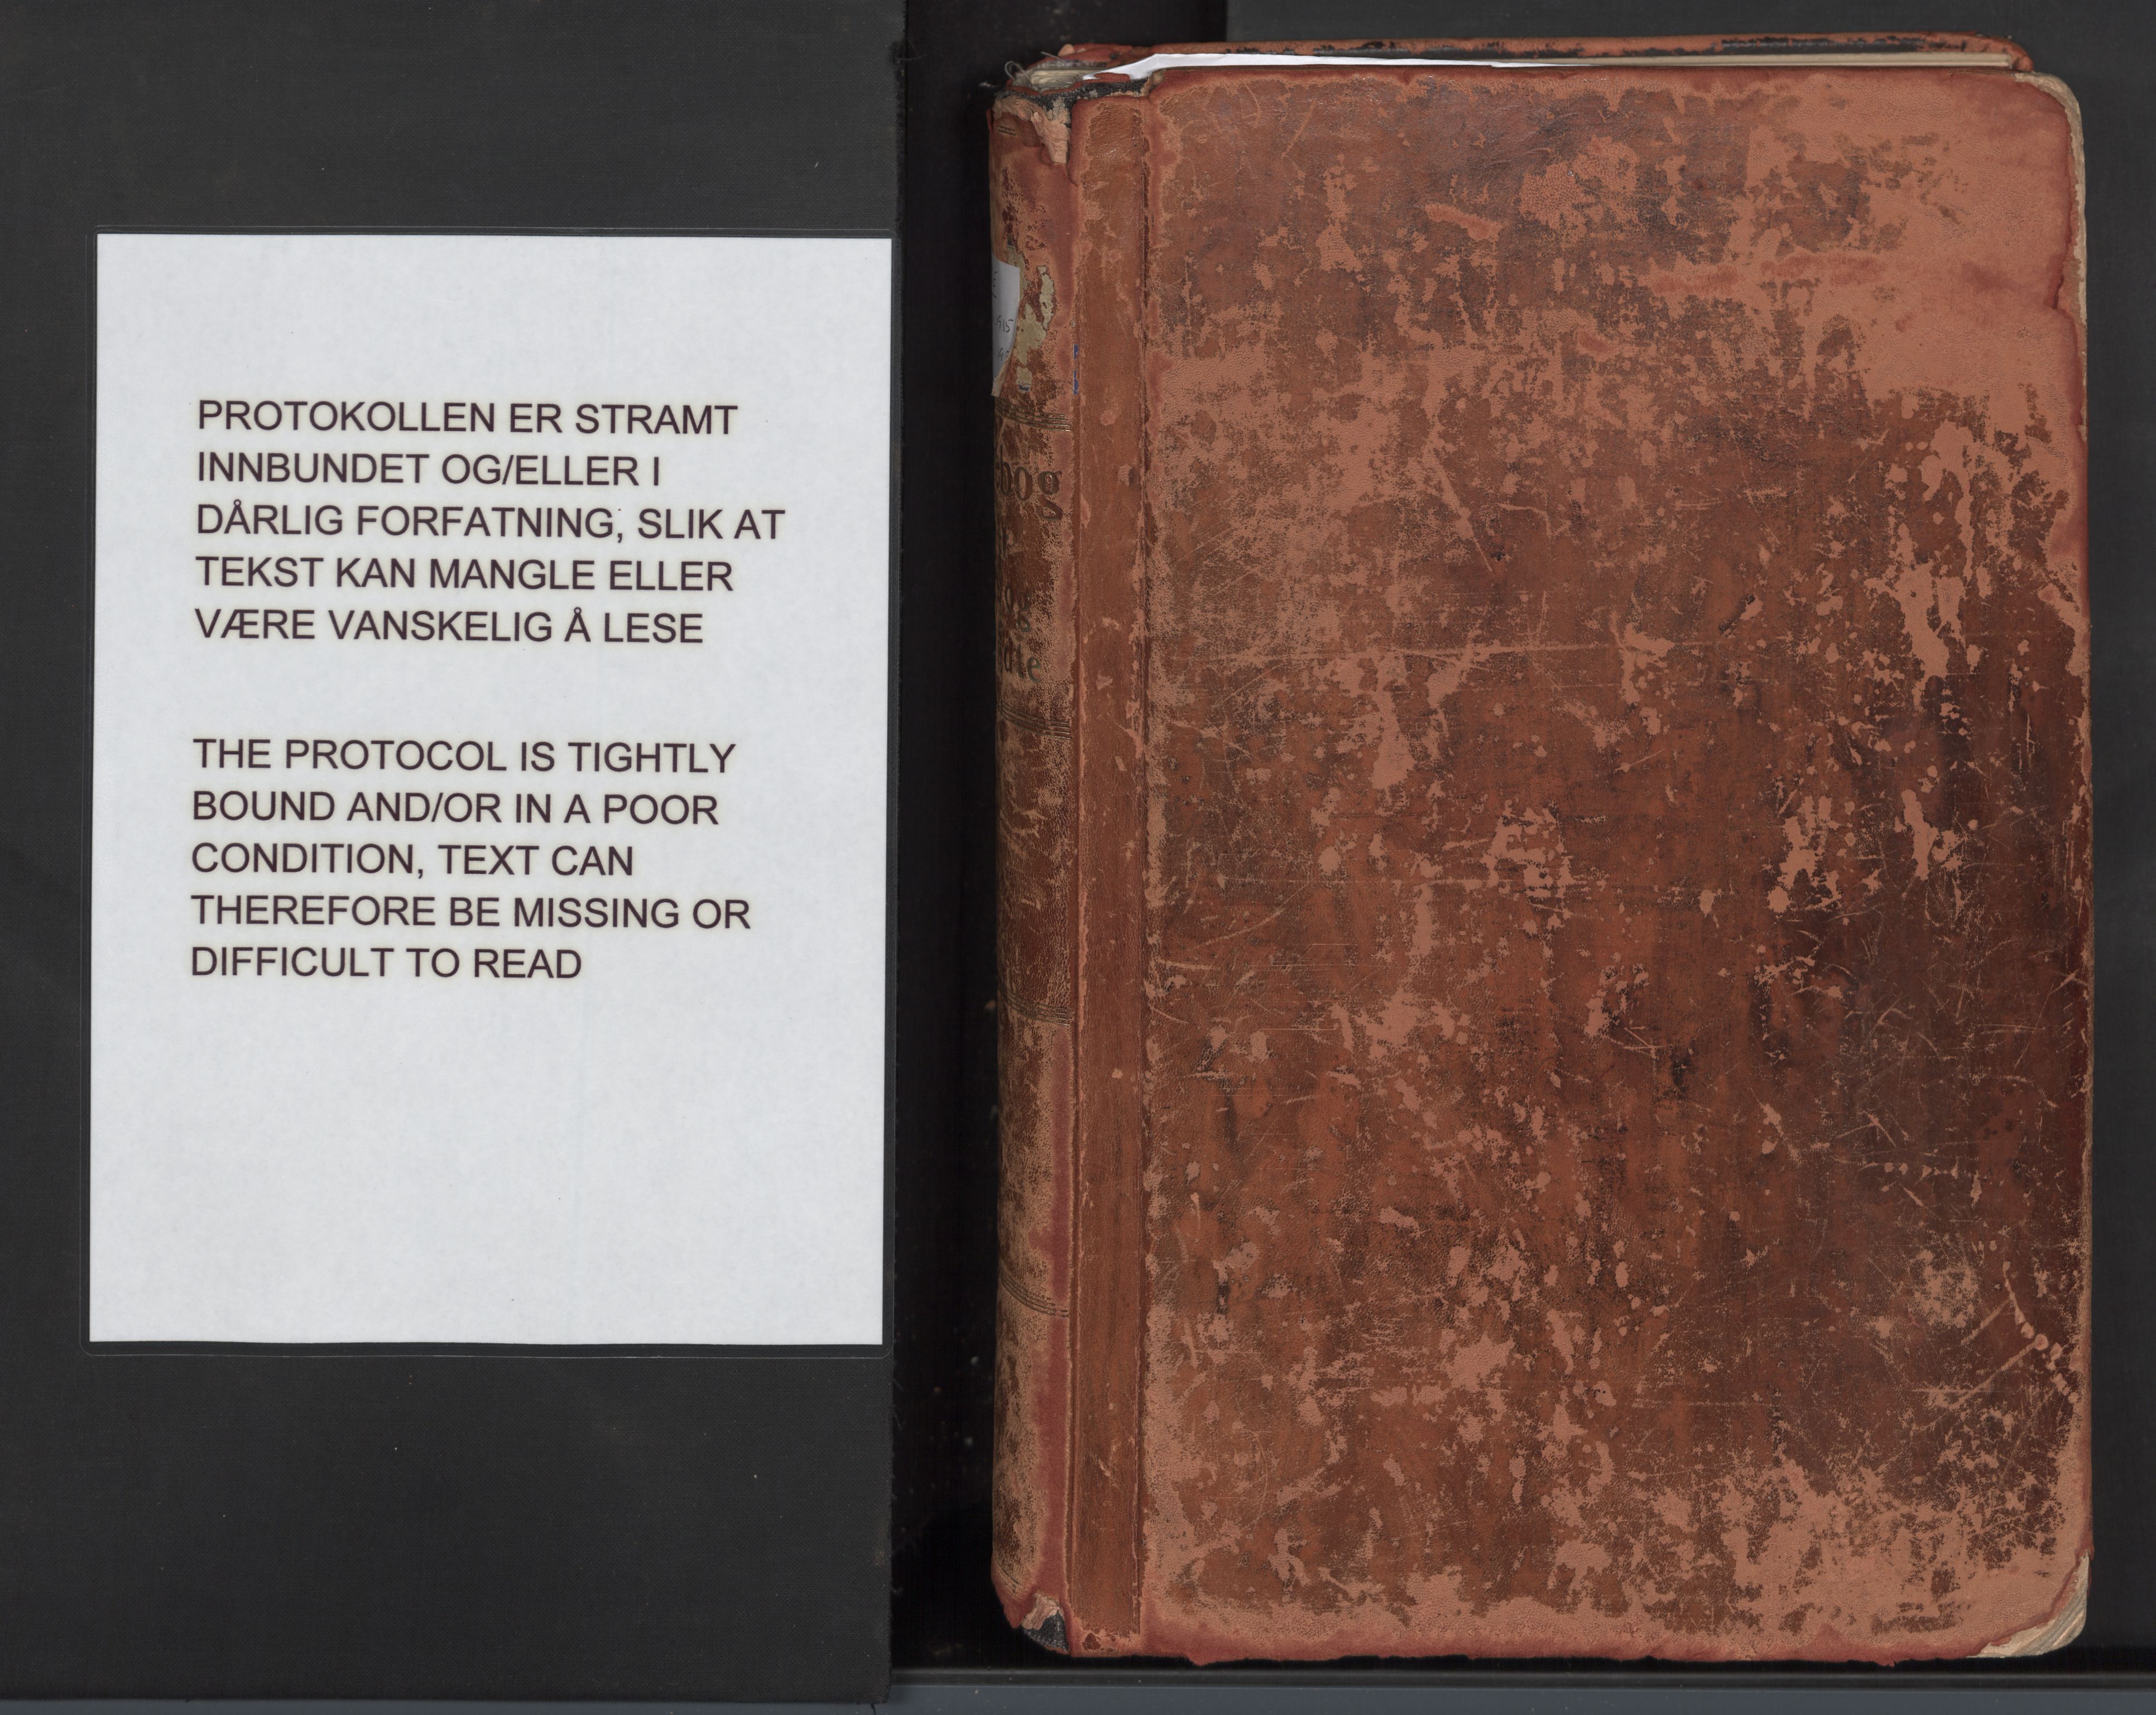 PROTOKOLLEN ER STRAMT
INNBUNDET OG/ELLER I
DÅRLIG FORFATNING, SLIK AT
TEKST KAN MANGLE ELLER
VÆRE VANSKELIG Å LESE
THE PROTOCOL IS TIGHTLY
BOUND AND/OR IN A POOR
CONDITION, TEXT CAN
THEREFORE BE MISSING OR
DIFFICULT TO READ